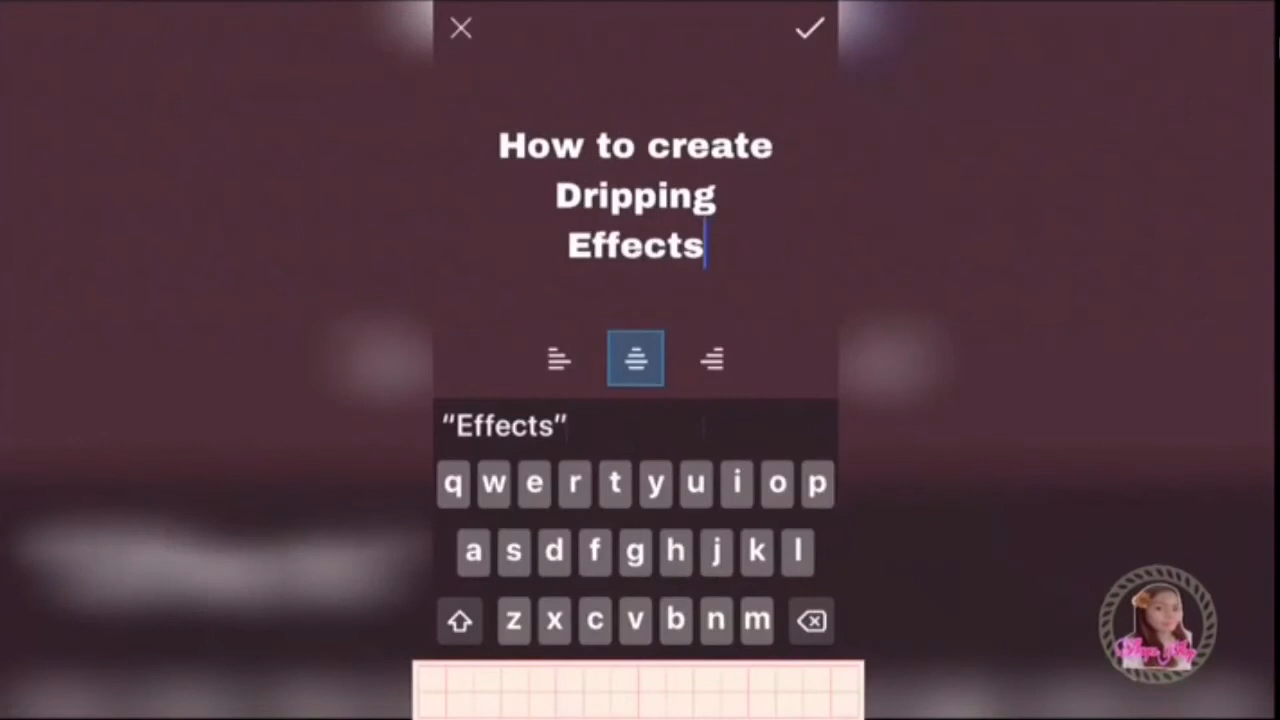 How to create
Dripping
Effects
“Effects”
q w e r t y u i o p
a s d f g h j k l
z x c v b n m